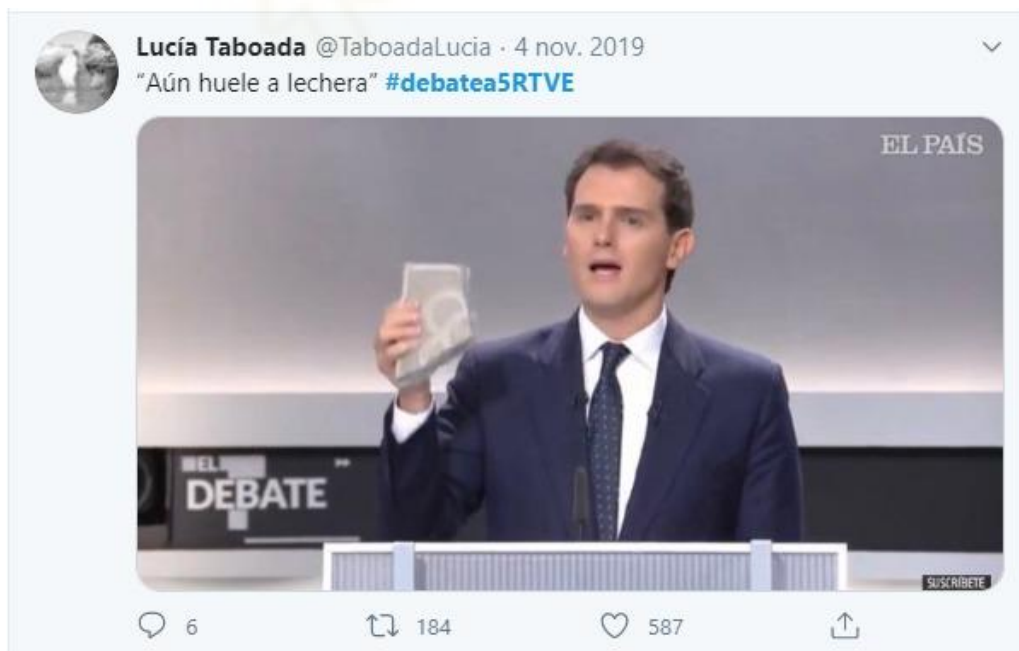 Lucía Taboada @TaboadaLucia · 4 nov. 2019
“Aún huele a lechera” #debatea5RTVE
EL PAÍS
EL
DEBATE
SUSCRÍBETE
6 184 587